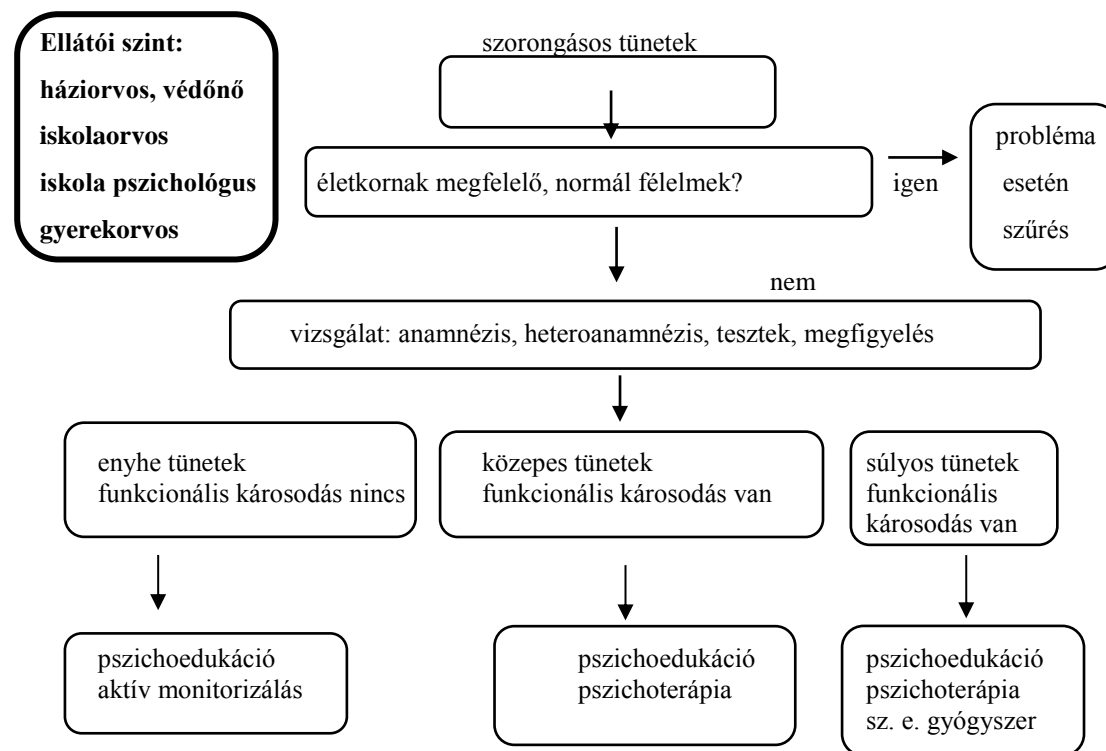 Ellátói szint:
háziorvos, védőnő
iskolaorvos
iskola pszichológus
gyerekorvos
szorongásos tünetek
életkornak megfelelő, normál félelmek?
igen
probléma
esetén
szűrés
nem
vizsgálat: anamnézis, heteroanamnézis, tesztek, megfigyelés
enyhe tünetek
funkcionális károsodás nincs
közepes tünetek
funkcionális károsodás van
súlyos tünetek
funkcionális
károsodás van
pszichoedukáció
aktív monitorizálás
pszichoedukáció
pszichoterápia
pszichoedukáció
pszichoterápia
sz. e. gyógyszer